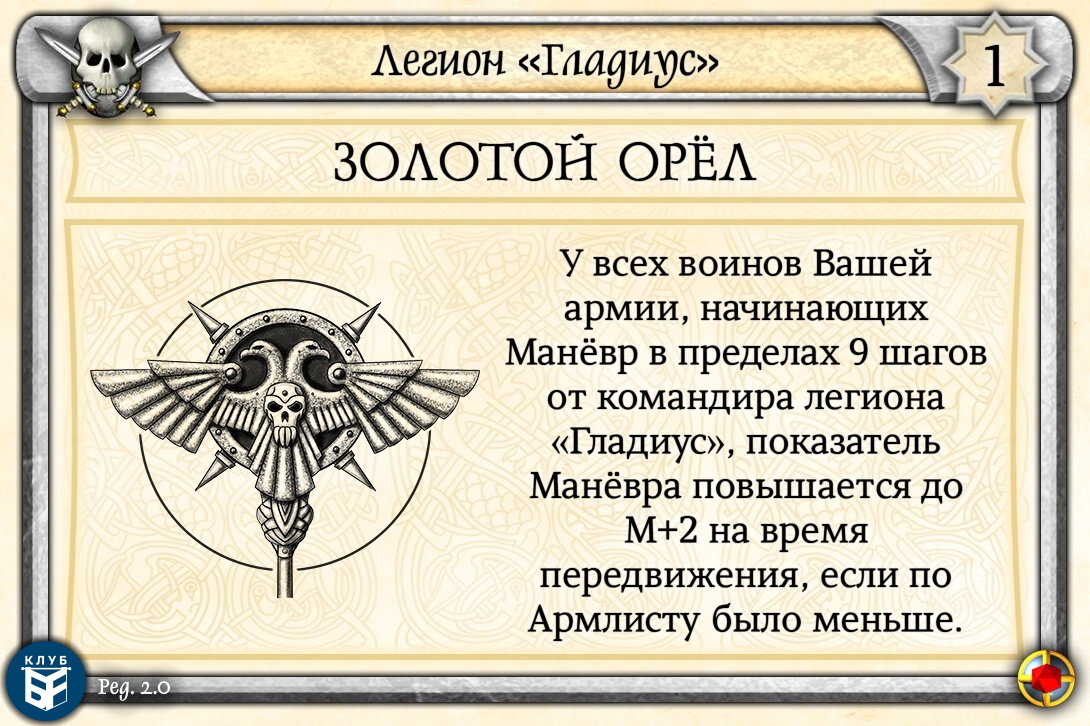 Легион «Гладиус»
1
ЗОЛОТОЙ ОРЁЛ
У всех воинов Вашей
армии, начинающих
Манёвр в пределах 9 шагов
от командира легиона
«Гладиус», показатель
Манёвра повышается до
М+2 на время
передвижения, если по
Армлисту было меньше.
КЛУБ
Ред. 2.0